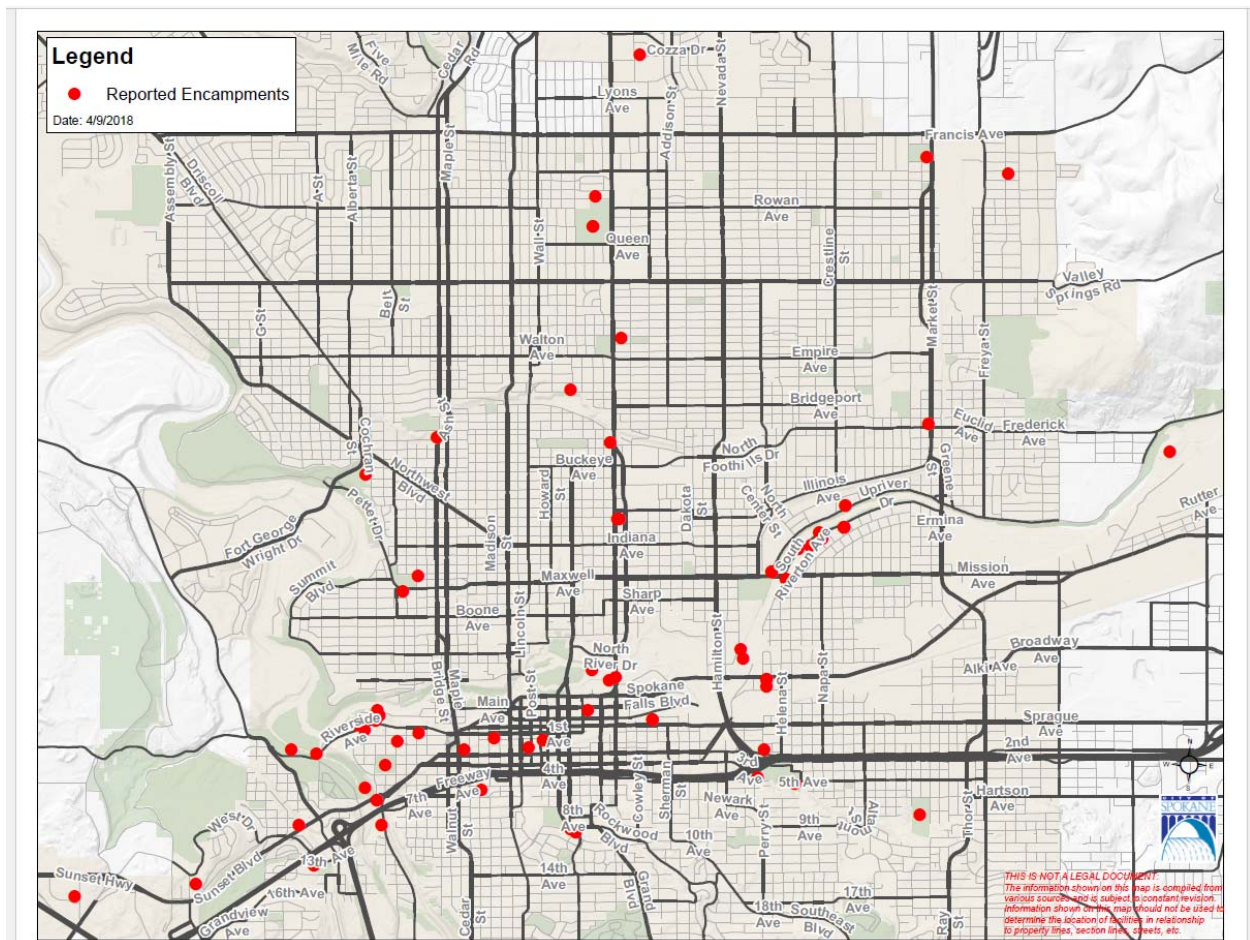 Legend
Reported Encampments
Date: 4/9/2018
Five
Mile Rd
Cedar
Rd
Cozza Dr
Nevada St
Lyons
Ave
Addison St
Maple St
Francis Ave
Assembly St
Driscoll
Blvd
A St
Alberta St
Rowan
Ave
Wall St
Queen
Ave
Crestline
St
Valley
Springs Rd
G St
Belt
St
Market St
Freya St
Walton
Ave
Empire
Ave
Bridgeport
Ave
Ash St
Euclid
Ave
Frederick
Ave
Cochran
St
North
Foothills Dr
Buckeye
Ave
Northwest
Blvd
Howard
St
Greene
St
Illinois
Ave
Upriver
Dr
Pettet Dr
Dakota
St
North
Center St
Rutter
Ave
Ermina
Ave
Fort George
Wright Dr
Madison
St
Indiana
Ave
South
Riverton Ave
Summit
Blvd
Maxwell
Ave
Mission
Ave
Sharp
Ave
Boone
Ave
Lincoln St
Hamilton St
North
River Dr
Broadway
Ave
Alki Ave
Napa St
Helena St
Bridge St
Maple
St
Post St
Spokane
Falls Blvd
Main
Ave
Riverside
Ave
1st
Ave
Sprague
Ave
2nd
Ave
3rd
Ave
4th
Ave
5th Ave
Freeway
Ave
7th
Ave
Cowley St
Sherman
St
Hartson
Ave
Newark
Ave
8th
Ave
Rockwood
Blvd
9th
Ave
10th
Ave
Perry St
Altamont
St
Thor St
West Dr
Walnut
St
13th Ave
Sunset Blvd
Sunset Hwy
14th
Ave
16th Ave
17th
Ave
18th
Ave
Southeast
Blvd
Grand
Blvd
Grandview
Ave
Cedar
St
Ray
St
N
W
E
S
CITY OF
SPOKANE
THIS IS NOT A LEGAL DOCUMENT:
The information shown on this map is compiled from
various sources and is subject to constant revision.
Information shown on this map should not be used to
determine the location of facilities in relationship
to property lines, section lines, streets, etc.